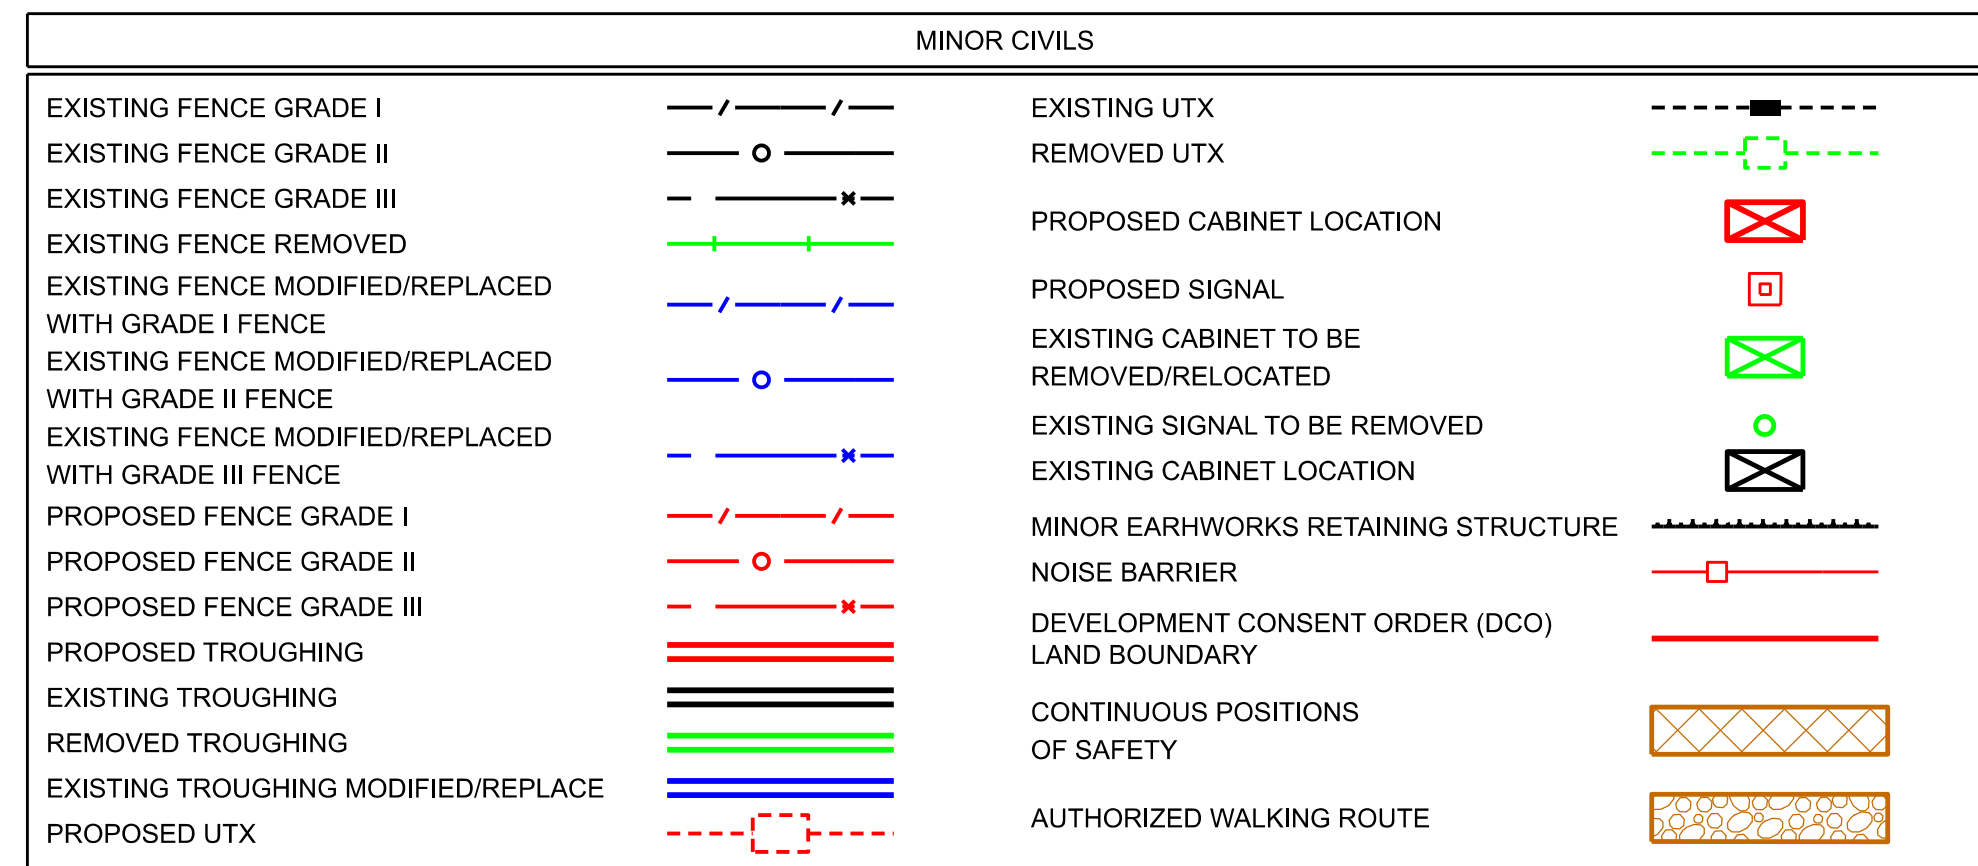 MINOR CIVILS
EXISTING FENCE GRADE I
EXISTING FENCE GRADE II
EXISTING FENCE GRADE III
EXISTING FENCE REMOVED
EXISTING FENCE MODIFIED/REPLACED
WITH GRADE I FENCE
EXISTING FENCE MODIFIED/REPLACED
WITH GRADE II FENCE
EXISTING FENCE MODIFIED/REPLACED
WITH GRADE III FENCE
PROPOSED FENCE GRADE I
PROPOSED FENCE GRADE II
PROPOSED FENCE GRADE III
PROPOSED TROUGHING
EXISTING TROUGHING
REMOVED TROUGHING
EXISTING TROUGHING MODIFIED/REPLACE
PROPOSED UTX
EXISTING UTX
REMOVED UTX
PROPOSED CABINET LOCATION
PROPOSED SIGNAL
EXISTING CABINET TO BE
REMOVED/RELOCATED
EXISTING SIGNAL TO BE REMOVED
EXISTING CABINET LOCATION
MINOR EARHWORKS RETAINING STRUCTURE
NOISE BARRIER
DEVELOPMENT CONSENT ORDER (DCO)
LAND BOUNDARY
CONTINUOUS POSITIONS
OF SAFETY
AUTHORIZED WALKING ROUTE